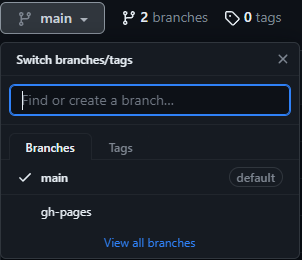 main 2 branches 0 tags
Switch branches/tags
Find or create a branch...
Branches Tags
main default
gh-pages
View all branches